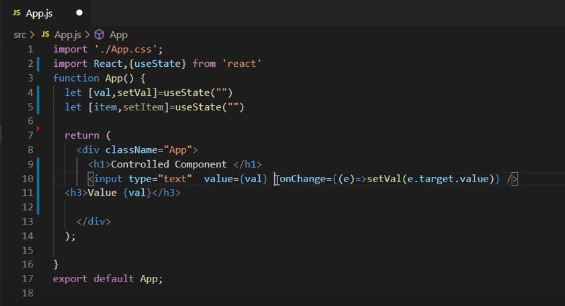 JS App.js
src > JS App.js > App
1 import './App.css';
2 import React,{useState} from 'react'
3 function App() {
4 let [val,setVal]=useState("")
5 let [item,setItem]=useState("")
6
7 return (
8 <div className="App">
9 <h1>Controlled Component </h1>
10 <input type="text"  value={val} onChange={(e)=>setVal(e.target.value)} />
11 <h3>Value {val}</h3>
12
13 </div>
14 );
15
16 }
17 export default App;
18